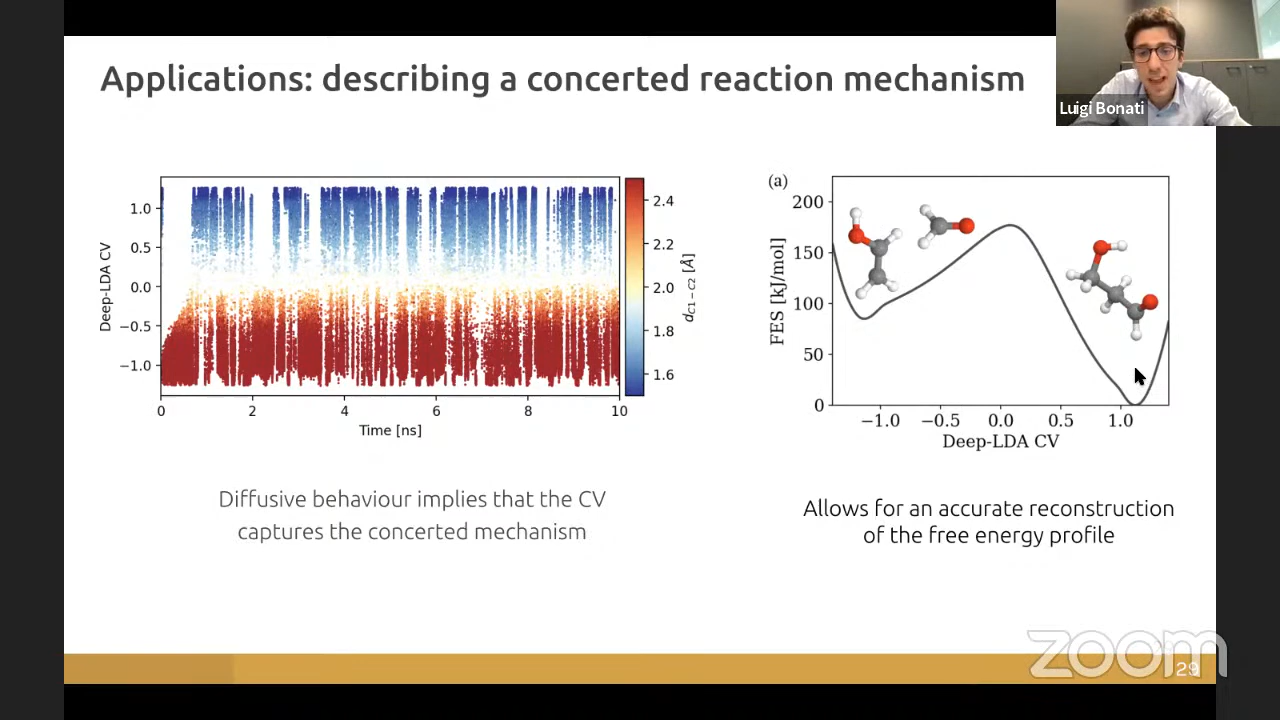 Applications: describing a concerted reaction mechanism
Luigi Bonati
1.0
0.5
0.0
−0.5
−1.0
Deep-LDA CV
0 2 4 6 8 10
Time [ns]
2.4
2.2
2.0
1.8
1.6
dC1−C2 [Å]
(a)
200
150
100
50
0
FES [kJ/mol]
−1.0 −0.5 0.0 0.5 1.0
Deep-LDA CV
Diffusive behaviour implies that the CV
captures the concerted mechanism
Allows for an accurate reconstruction
of the free energy profile
zoom
29